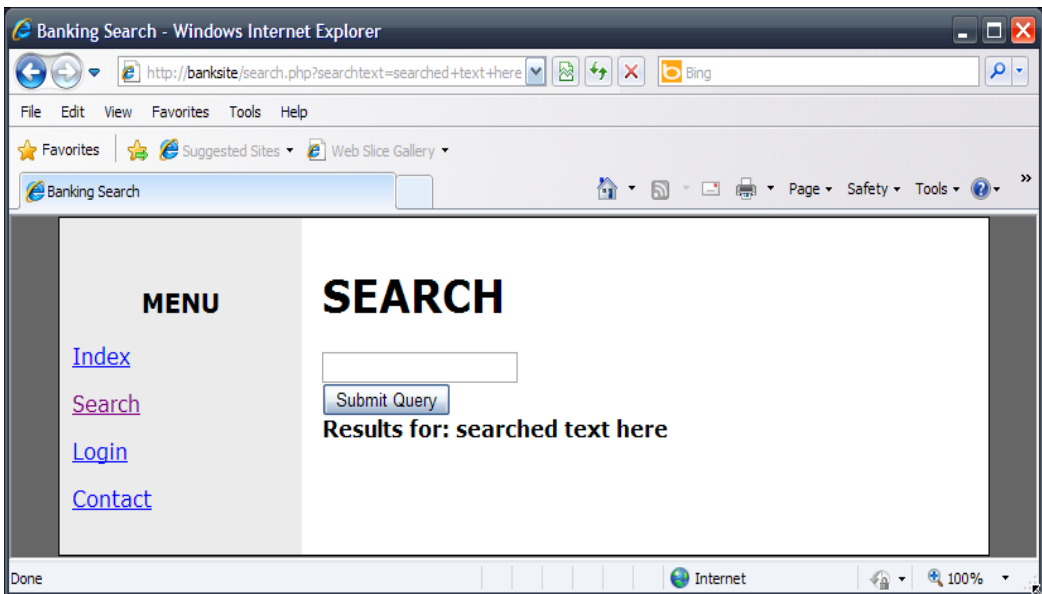 Banking Search - Windows Internet Explorer
http://banksite/search.php?searchtext=searched+text+here
Bing
File Edit View Favorites Tools Help
Favorites Suggested Sites Web Slice Gallery
Banking Search
Page Safety Tools
»
MENU
Index
Search
Login
Contact
SEARCH
Submit Query
Results for: searched text here
Done
Internet
100%